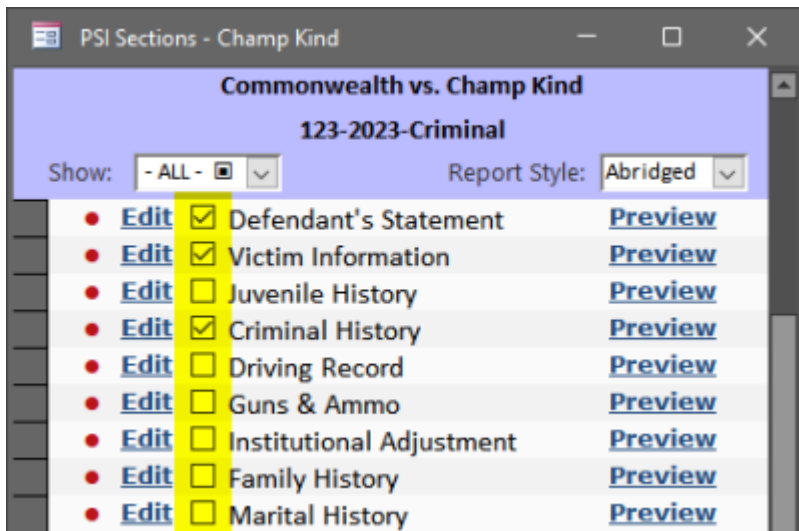 PSI Sections - Champ Kind
Commonwealth vs. Champ Kind
123-2023-Criminal
Show: - ALL - Report Style: Abridged
Edit Defendant's Statement Preview
Edit Victim Information Preview
Edit Juvenile History Preview
Edit Criminal History Preview
Edit Driving Record Preview
Edit Guns & Ammo Preview
Edit Institutional Adjustment Preview
Edit Family History Preview
Edit Marital History Preview